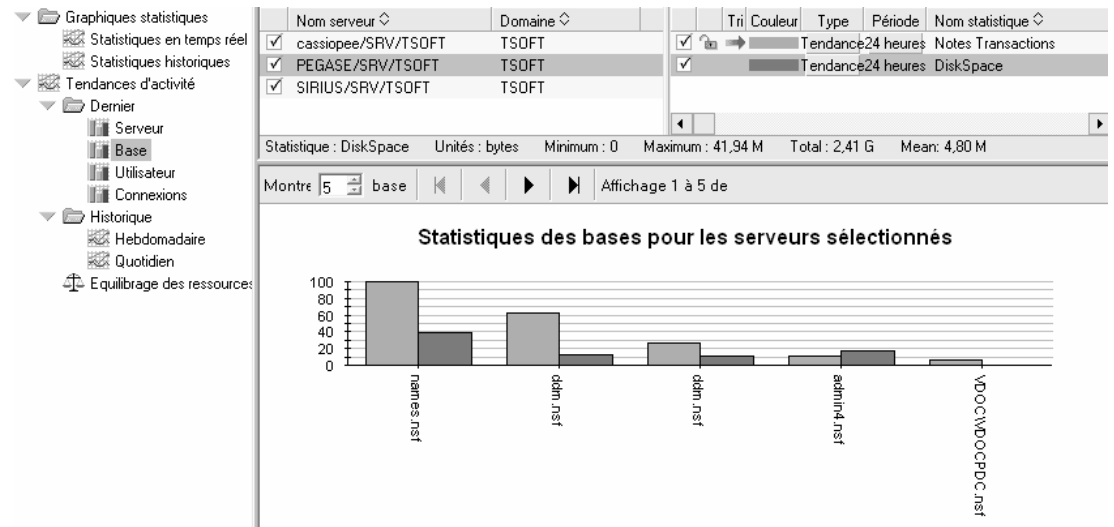 Graphiques statistiques
Statistiques en temps réel
Statistiques historiques
Tendances d'activité
Dernier
Serveur
Base
Utilisateur
Connexions
Historique
Hebdomadaire
Quotidien
Equilibrage des ressources
Nom serveur Domaine
cassiopee/SRV/TSOFT TSOFT
PEGASE/SRV/TSOFT TSOFT
SIRIUS/SRV/TSOFT TSOFT
Tri Couleur Type Période Nom statistique
Tendance 24 heures Notes Transactions
Tendance 24 heures DiskSpace
Statistique : DiskSpace Unités : bytes Minimum : 0 Maximum : 41,94 M Total : 2,41 G Mean: 4,80 M
Montre 5 base Affichage 1 à 5 de
Statistiques des bases pour les serveurs sélectionnés
100
80
60
40
20
0
names.nsf
ddm.nsf
ddm.nsf
admin4.nsf
VDOC\VDOCPDC.nsf